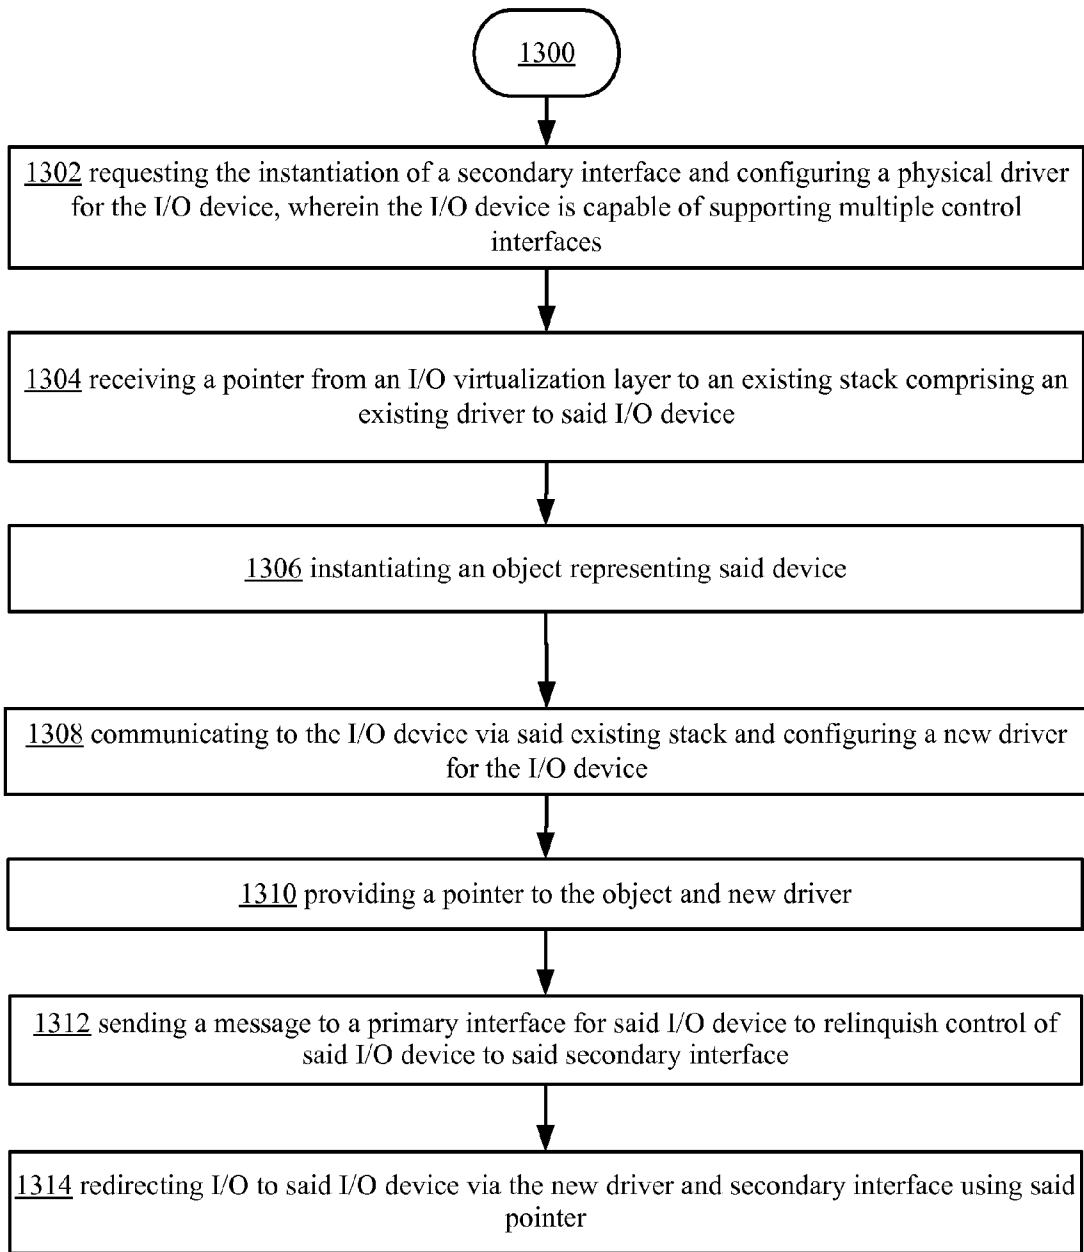 1300
1302 requesting the instantiation of a secondary interface and configuring a physical driver
for the I/O device, wherein the I/O device is capable of supporting multiple control
interfaces
1304 receiving a pointer from an I/O virtualization layer to an existing stack comprising an
existing driver to said I/O device
1306 instantiating an object representing said device
1308 communicating to the I/O device via said existing stack and configuring a new driver
for the I/O device
1310 providing a pointer to the object and new driver
1312 sending a message to a primary interface for said I/O device to relinquish control of
said I/O device to said secondary interface
1314 redirecting I/O to said I/O device via the new driver and secondary interface using said
pointer